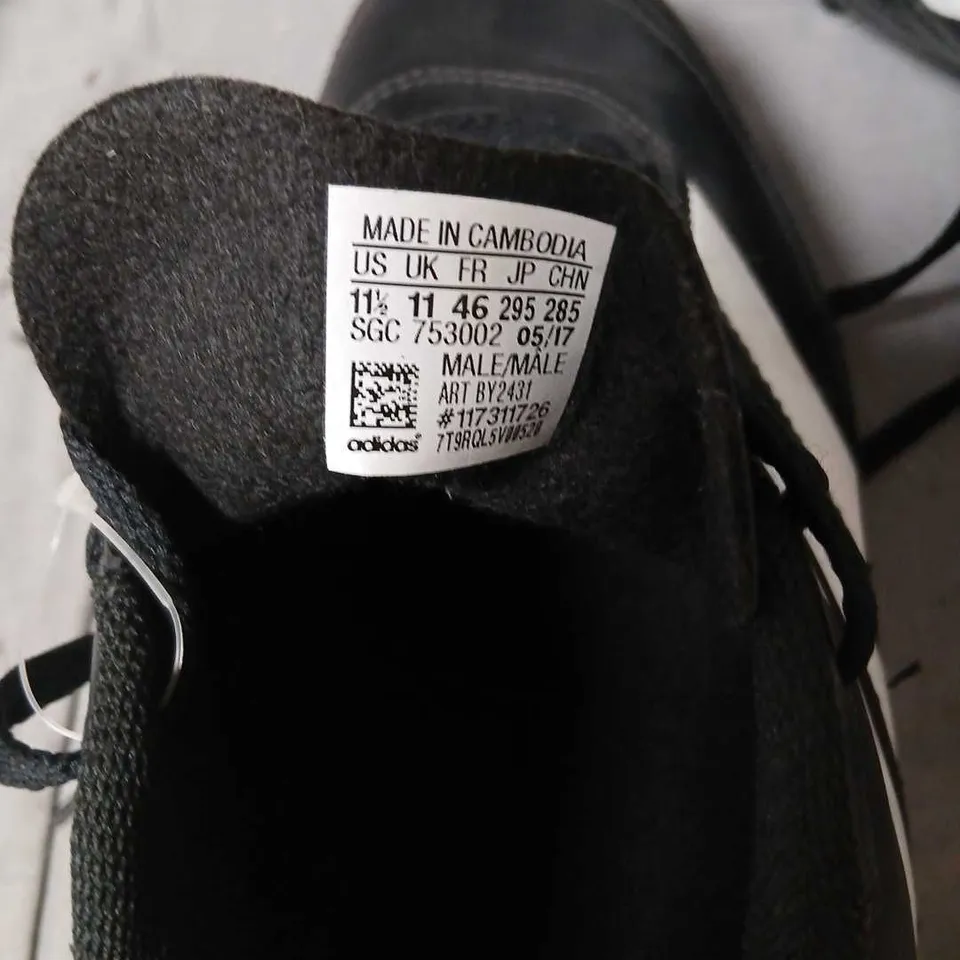 MADE IN CAMBODIA
US UK FR JP CHN
11½ 11 46 295 285
SGC 753002 05/17
MALE/MÂLE
ART BY2431
#117311726
adidas 7T9RQL5V00520